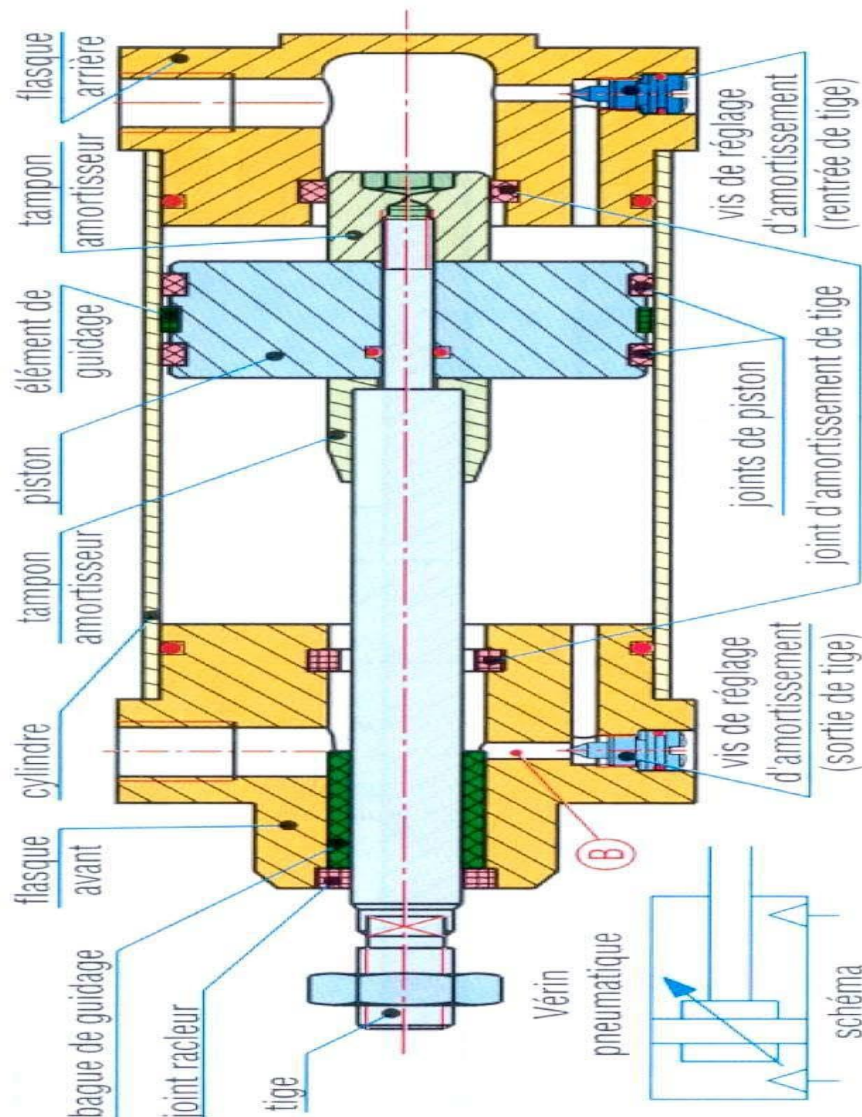 bague de guidage
joint racleur
tige
flasque
avant
cylindre
tampon
amortisseur
piston
élément de
guidage
tampon
amortisseur
flasque
arrière
Vérin
pneumatique
schéma
B
vis de réglage
d'amortissement
(sortie de tige)
joints de piston
joint d'amortissement de tige
vis de réglage
d'amortissement
(rentrée de tige)